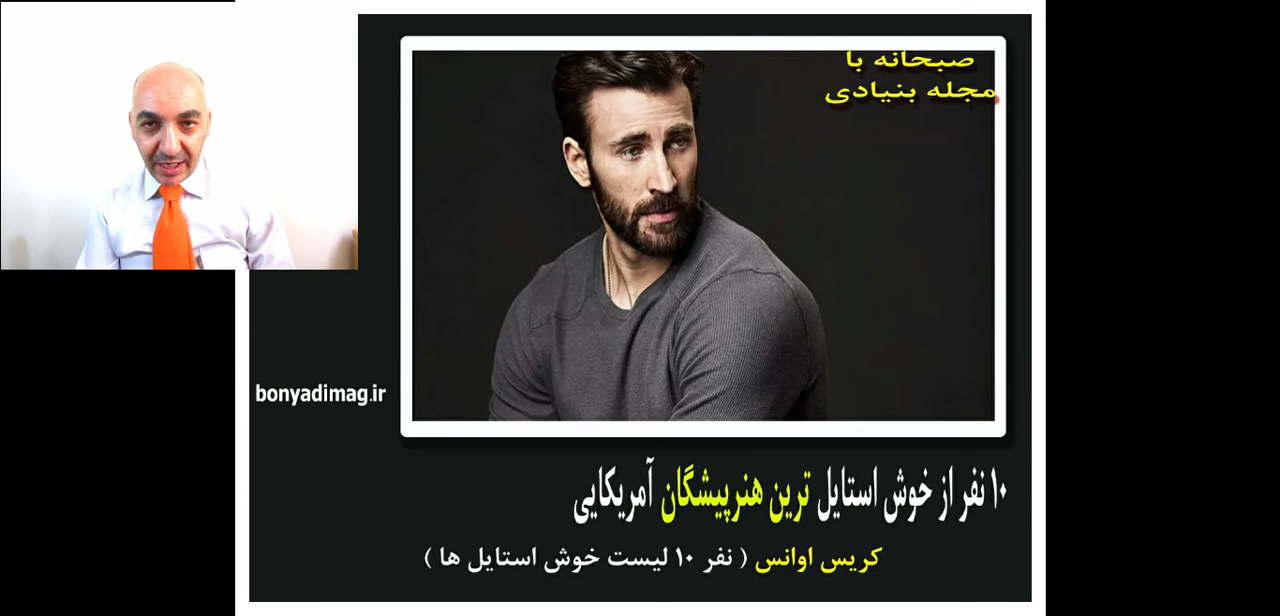 صبحانه با
مجله بنیادی
bonyadimag.ir
۱۰ نفر از خوش استایل ترین هنرپیشگان آمریکایی
کریس اوانس ( نفر ۱۰ لیست خوش استایل ها )